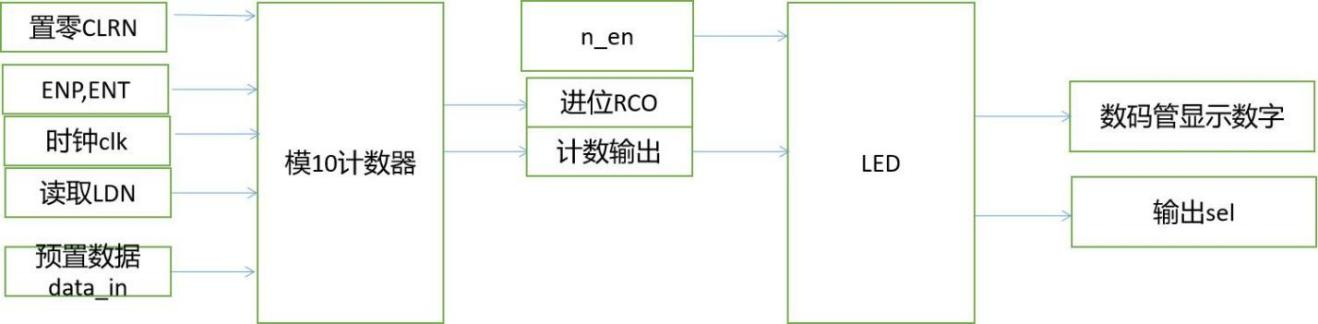 置零CLRN
ENP,ENT
时钟clk
读取LDN
预置数据
data_in
模10计数器
n_en
进位RCO
计数输出
LED
数码管显示数字
输出sel